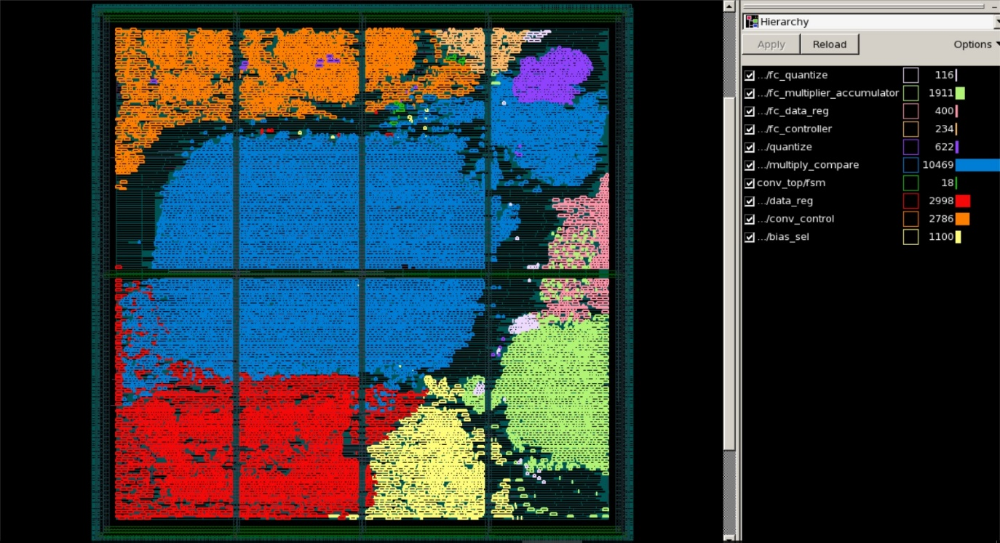 Hierarchy
Apply Reload Options
.../fc_quantize 116
.../fc_multiplier_accumulator 1911
.../fc_data_reg 400
.../fc_controller 234
.../quantize 622
.../multiply_compare 10469
conv_top/fsm 18
.../data_reg 2998
.../conv_control 2786
.../bias_sel 1100